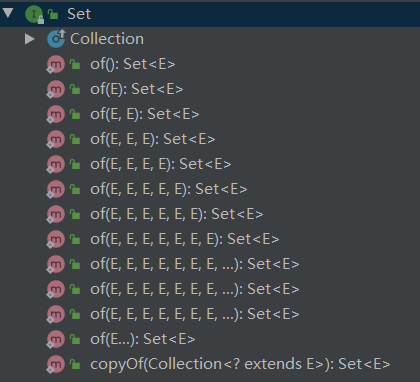 Set
Collection
of(): Set<E>
of(E): Set<E>
of(E, E): Set<E>
of(E, E, E): Set<E>
of(E, E, E, E): Set<E>
of(E, E, E, E, E): Set<E>
of(E, E, E, E, E, E): Set<E>
of(E, E, E, E, E, E, E): Set<E>
of(E, E, E, E, E, E, E, ...): Set<E>
of(E, E, E, E, E, E, E, ...): Set<E>
of(E, E, E, E, E, E, E, ...): Set<E>
of(E...): Set<E>
copyOf(Collection<? extends E>): Set<E>